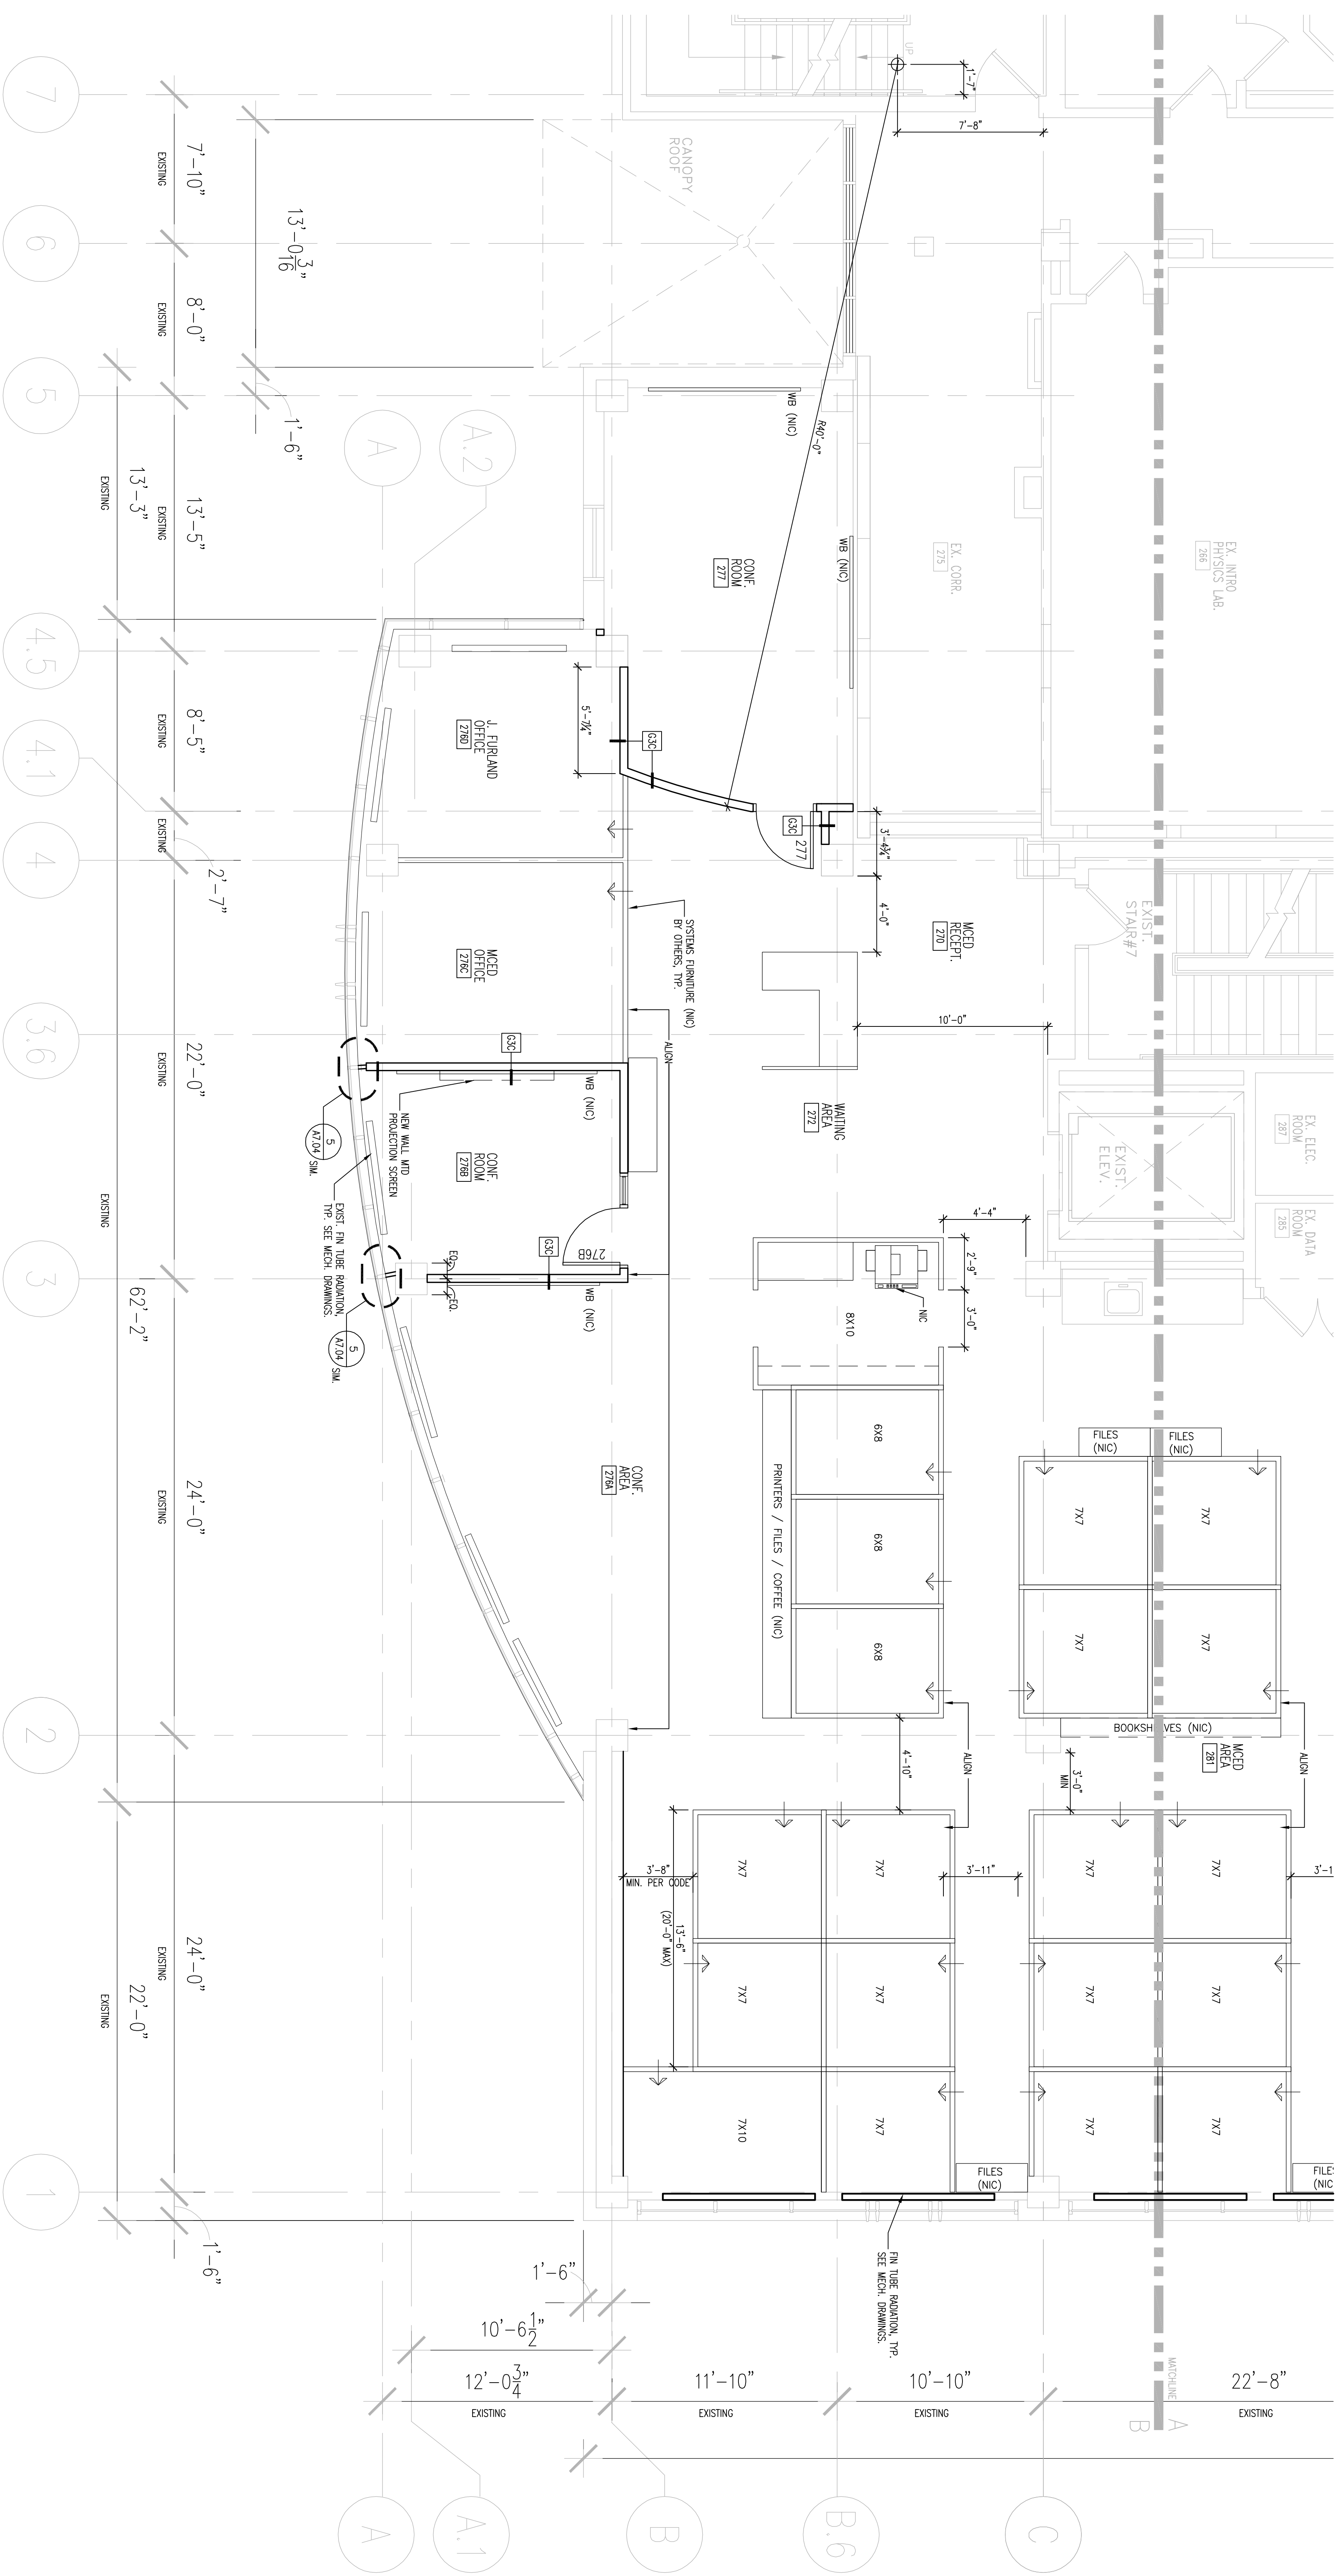 UP
1'-7"
7'-8"
CANOPY
ROOF
7
7'-10"
EXISTING
6
13'-0 3/16"
8'-0"
EXISTING
5
1'-6"
A
A.2
WB (NIC)
R40'-0"
WB (NIC)
EX. CORR.
275
EX. INTRO
PHYSICS LAB.
266
CONF.
ROOM
277
13'-5"
EXISTING
13'-3"
EXISTING
4.5
8'-5"
EXISTING
4.1
EXISTING
4
2'-7"
5'-7¼"
J. FURLAND
OFFICE
276D
G3C
G3C
277
3'-4¾"
4'-0"
EXIST.
STAIR#7
MCED
RECEPT.
270
SYSTEMS FURNITURE (NIC)
BY OTHERS, TYP.
MCED
OFFICE
276C
3.6
22'-0"
EXISTING
10'-0"
ALIGN
G3C
WB (NIC)
NEW WALL MTD
PROJECTION SCREEN
CONF.
ROOM
276B
WAITING
AREA
272
EX. ELEC.
ROOM
287
EXIST.
ELEV.
EX. DATA
ROOM
285
5
A7.04
SIM.
EXIST. FIN TUBE RADIATION,
TYP. SEE MECH. DRAWINGS.
5
A7.04
SIM.
EQ.
EQ.
G3C
276B
WB (NIC)
4'-4"
2'-9"
3'-0"
NIC
8X10
3
EXISTING
62'-2"
24'-0"
EXISTING
CONF.
AREA
276A
PRINTERS / FILES / COFFEE (NIC)
6X8
6X8
6X8
FILES
(NIC)
FILES
(NIC)
7X7
7X7
7X7
7X7
BOOKSHELVES (NIC)
MCED
AREA
281
ALIGN
ALIGN
2
4'-10"
3'-0"
MIN
3'-8"
MIN. PER CODE
13'-6"
(20'-0" MAX)
3'-11"
3'-1
7X7
7X7
7X7
7X7
7X7
7X7
7X7
7X7
7X10
7X7
7X7
7X7
24'-0"
EXISTING
22'-0"
EXISTING
1
1'-6"
FILES
(NIC)
FILES
(NIC)
FIN TUBE RADIATION, TYP.
SEE MECH. DRAWINGS.
1'-6"
10'-6 1/2"
12'-0 3/4"
EXISTING
11'-10"
EXISTING
10'-10"
EXISTING
22'-8"
EXISTING
MATCHLINE
A
B
A
A.1
B
B.6
C